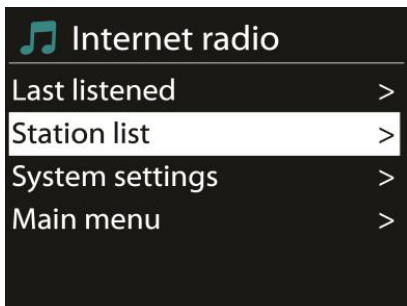 Internet radio
Last listened >
Station list >
System settings >
Main menu >